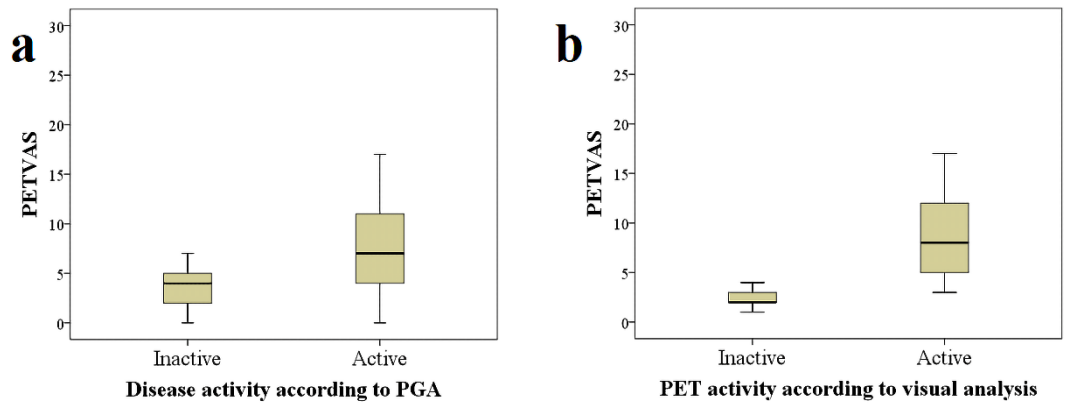 a
PETVAS
30
25
20
15
10
5
0
Inactive
Active
Disease activity according to PGA
b
PETVAS
30
25
20
15
10
5
0
Inactive
Active
PET activity according to visual analysis